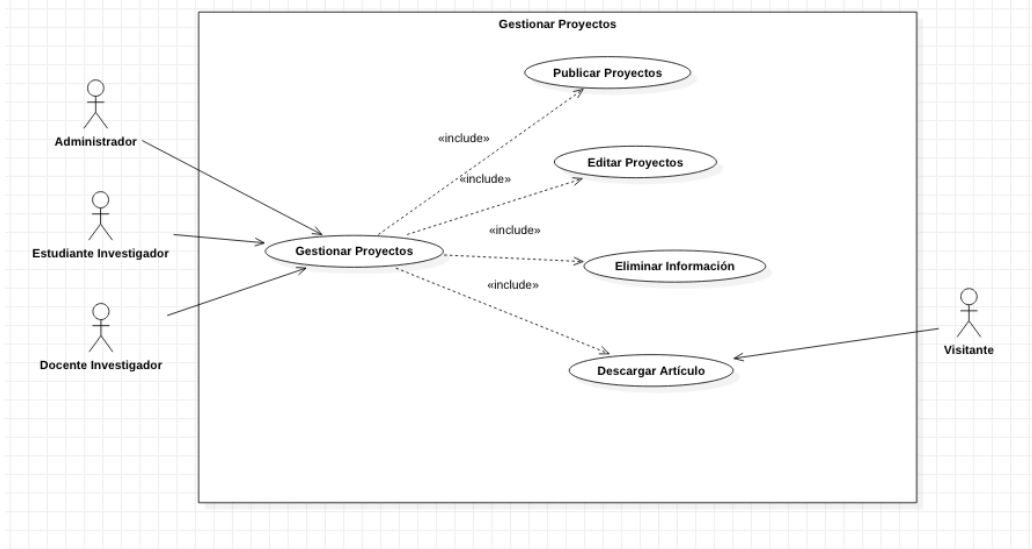 Gestionar Proyectos
Publicar Proyectos
Administrador
«include»
Editar Proyectos
«include»
Estudiante Investigador
«include»
Gestionar Proyectos
Eliminar Información
«include»
Docente Investigador
Visitante
Descargar Artículo